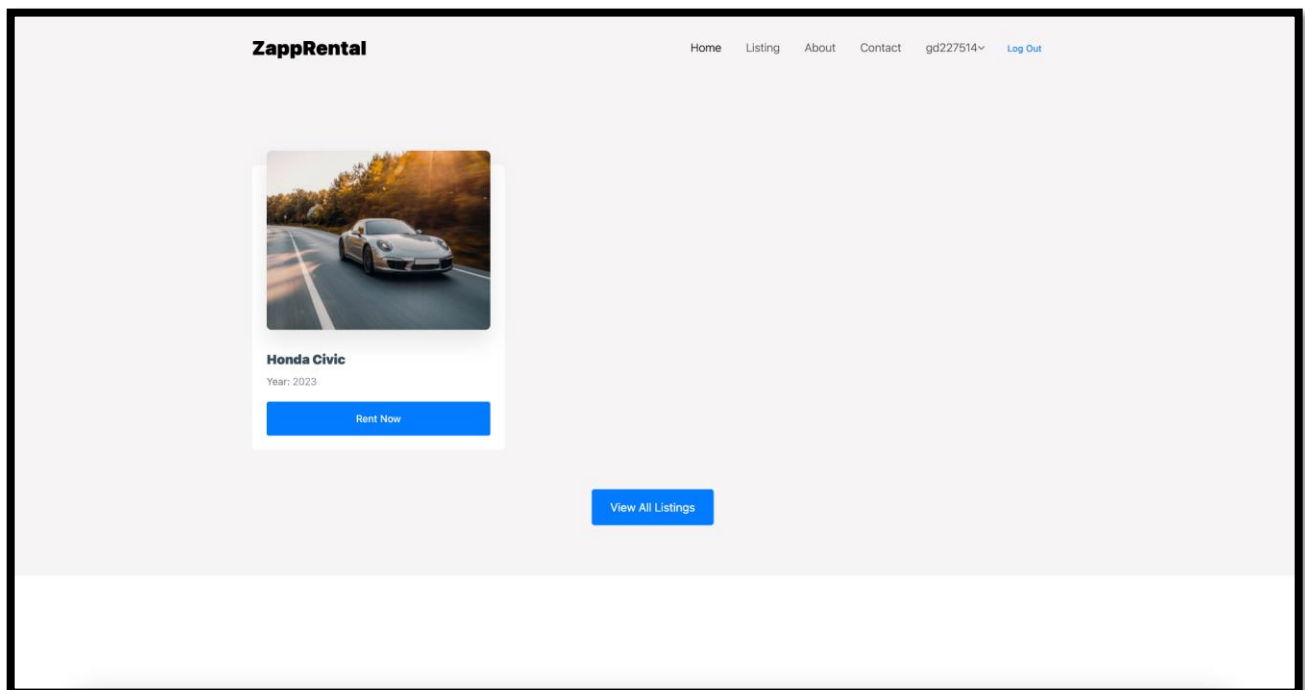 ZappRental Home Listing About Contact gd227514 Log Out
Honda Civic
Year: 2023
Rent Now
View All Listings